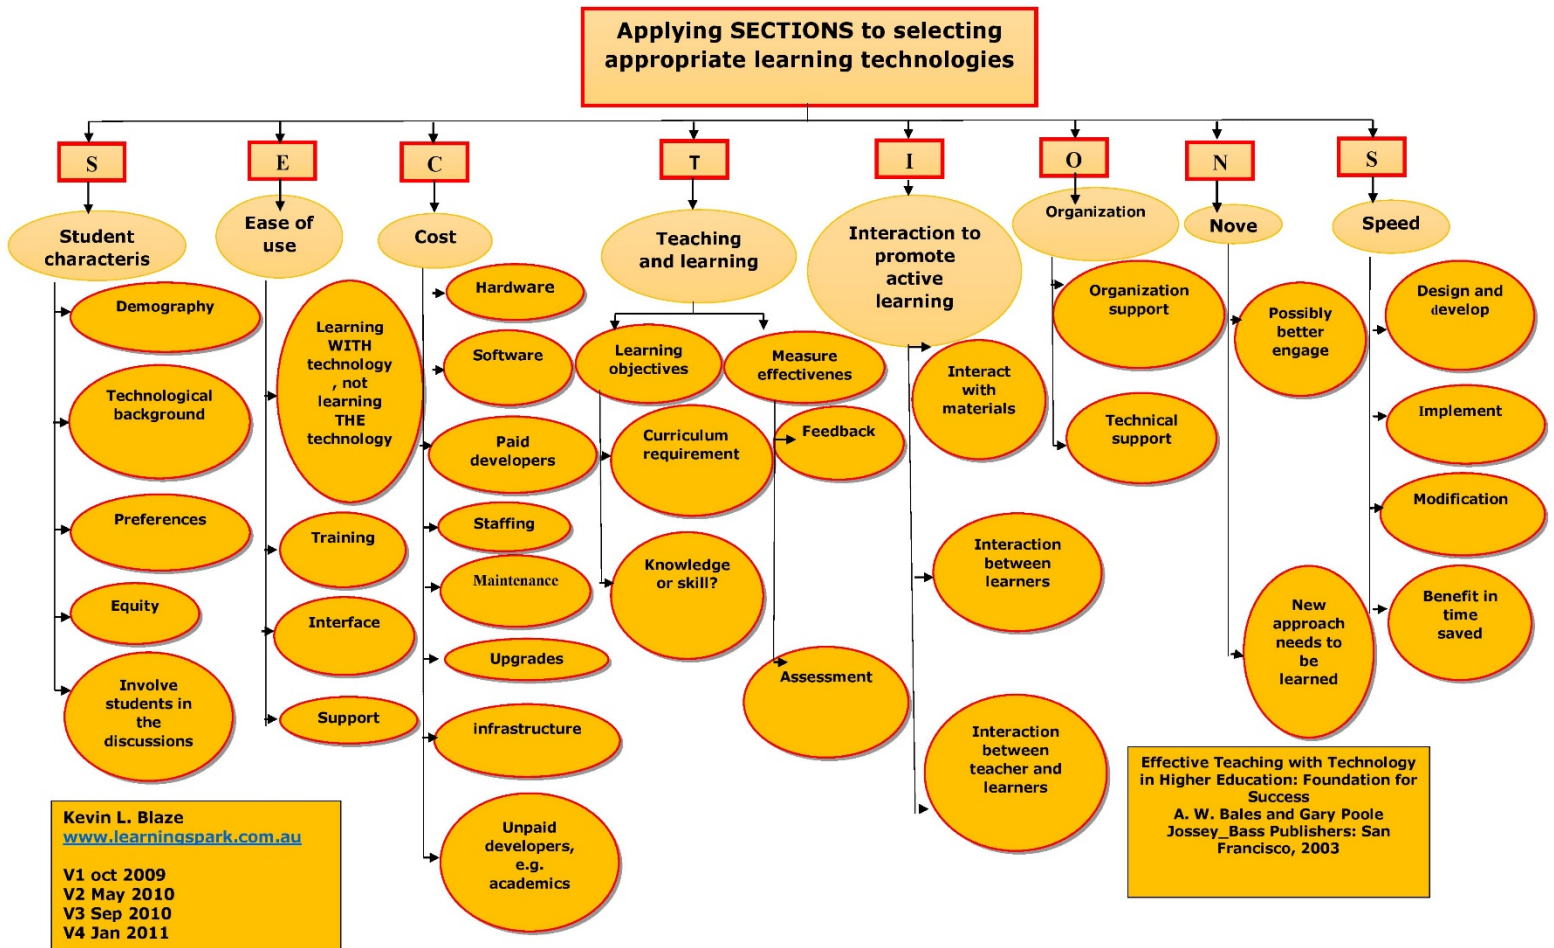 Applying SECTIONS to selecting
appropriate learning technologies
S
E
C
T
I
O
N
S
Student
characteris
Demography
Technological
background
Preferences
Equity
Involve
students in
the
discussions
Ease of
use
Learning
WITH
technology
, not
learning
THE
technology
Training
Interface
Support
Cost
Hardware
Software
Paid
developers
Staffing
Maintenance
Upgrades
infrastructure
Unpaid
developers,
e.g.
academics
Teaching
and learning
Learning
objectives
Curriculum
requirement
Knowledge
or skill?
Measure
effectivenes
Feedback
Assessment
Interaction to
promote
active
learning
Interact
with
materials
Interaction
between
learners
Interaction
between
teacher and
learners
Organization
Organization
support
Technical
support
Nove
Possibly
better
engage
New
approach
needs to
be
learned
Speed
Design and
develop
Implement
Modification
Benefit in
time
saved
Kevin L. Blaze
www.learningspark.com.au
V1 oct 2009
V2 May 2010
V3 Sep 2010
V4 Jan 2011
Effective Teaching with Technology
in Higher Education: Foundation for
Success
A. W. Bales and Gary Poole
Jossey_Bass Publishers: San
Francisco, 2003